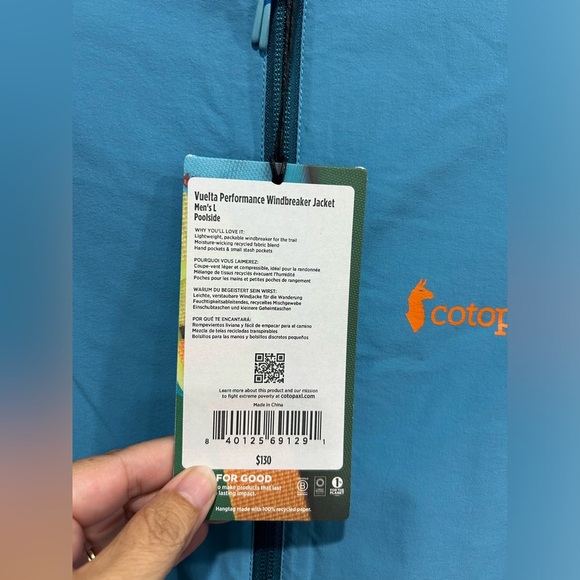 Vuelta Performance Windbreaker Jacket
Men's L
Poolside
WHY YOU'LL LOVE IT:
Lightweight, packable windbreaker for the trail
Moisture-wicking recycled fabric blend
Hand pockets & small stash pockets
POURQUOI VOUS L'AIMEREZ:
Coupe-vent léger et compressible, idéal pour la randonnée
Mélange de tissus recyclés évacuant l'humidité
Poches pour les mains et petites poches de rangement
WARUM DU BEGEISTERT SEIN WIRST:
Leichte, verstaubare Windjacke für die Wanderung
Feuchtigkeitsableitendes, recyceltes Mischgewebe
Einschubtaschen und kleinere Geheimtaschen
POR QUÉ TE ENCANTARÁ:
Rompevientos liviana y fácil de empacar para el camino
Mezcla de telas recicladas transpirables
Bolsillos para las manos y bolsillos discretos pequeños
Learn more about this product and our mission
to fight extreme poverty at cotopaxi.com
Made in China
8 40125 69129 1
$130
FOR GOOD
to make products that last
lasting impact.
Hangtag made with 100% recycled paper.
cotop